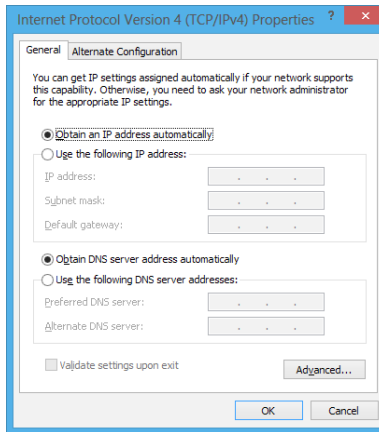 Internet Protocol Version 4 (TCP/IPv4) Properties
General
Alternate Configuration
You can get IP settings assigned automatically if your network supports
this capability. Otherwise, you need to ask your network administrator
for the appropriate IP settings.
Obtain an IP address automatically
Use the following IP address:
IP address:
Subnet mask:
Default gateway:
Obtain DNS server address automatically
Use the following DNS server addresses:
Preferred DNS server:
Alternate DNS server:
Validate settings upon exit
Advanced...
OK
Cancel